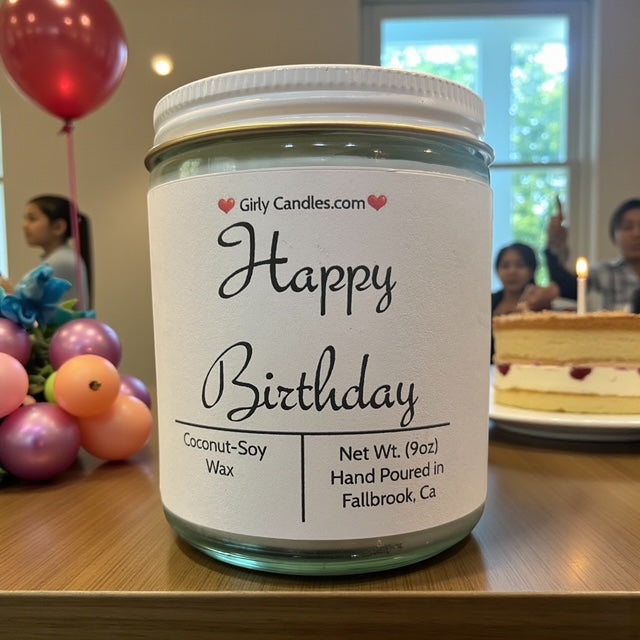 Girly Candles.com
Happy
Birthday
Coconut-Soy
Wax
Net Wt. (9oz)
Hand Poured in
Fallbrook, Ca